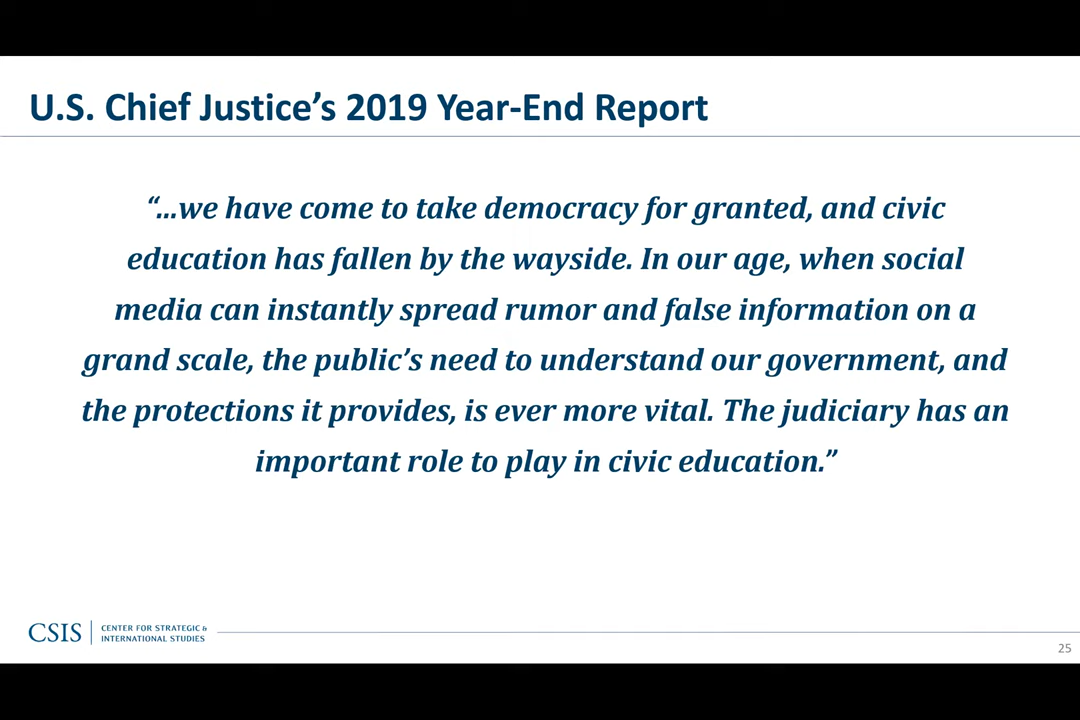 U.S. Chief Justice’s 2019 Year-End Report
“…we have come to take democracy for granted, and civic
education has fallen by the wayside. In our age, when social
media can instantly spread rumor and false information on a
grand scale, the public’s need to understand our government, and
the protections it provides, is ever more vital. The judiciary has an
important role to play in civic education.”
CSIS
CENTER FOR STRATEGIC &
INTERNATIONAL STUDIES
25